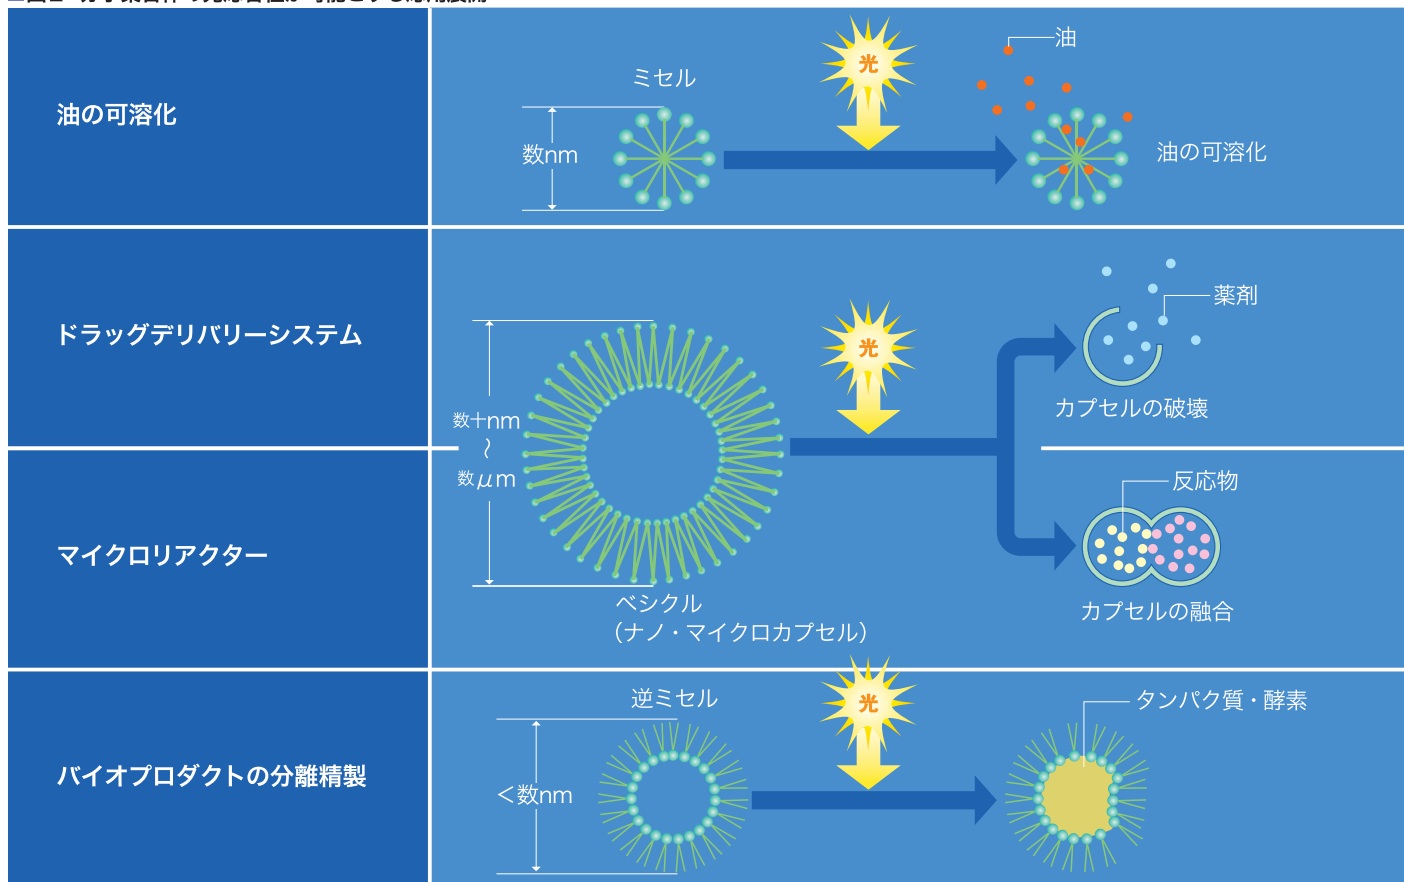 油の可溶化
ミセル
数nm
光
油
油の可溶化
ドラッグデリバリーシステム
数十nm
〜
数μm
光
薬剤
カプセルの破壊
マイクロリアクター
ベシクル
（ナノ・マイクロカプセル）
反応物
カプセルの融合
バイオプロダクトの分離精製
逆ミセル
＜数nm
光
タンパク質・酵素